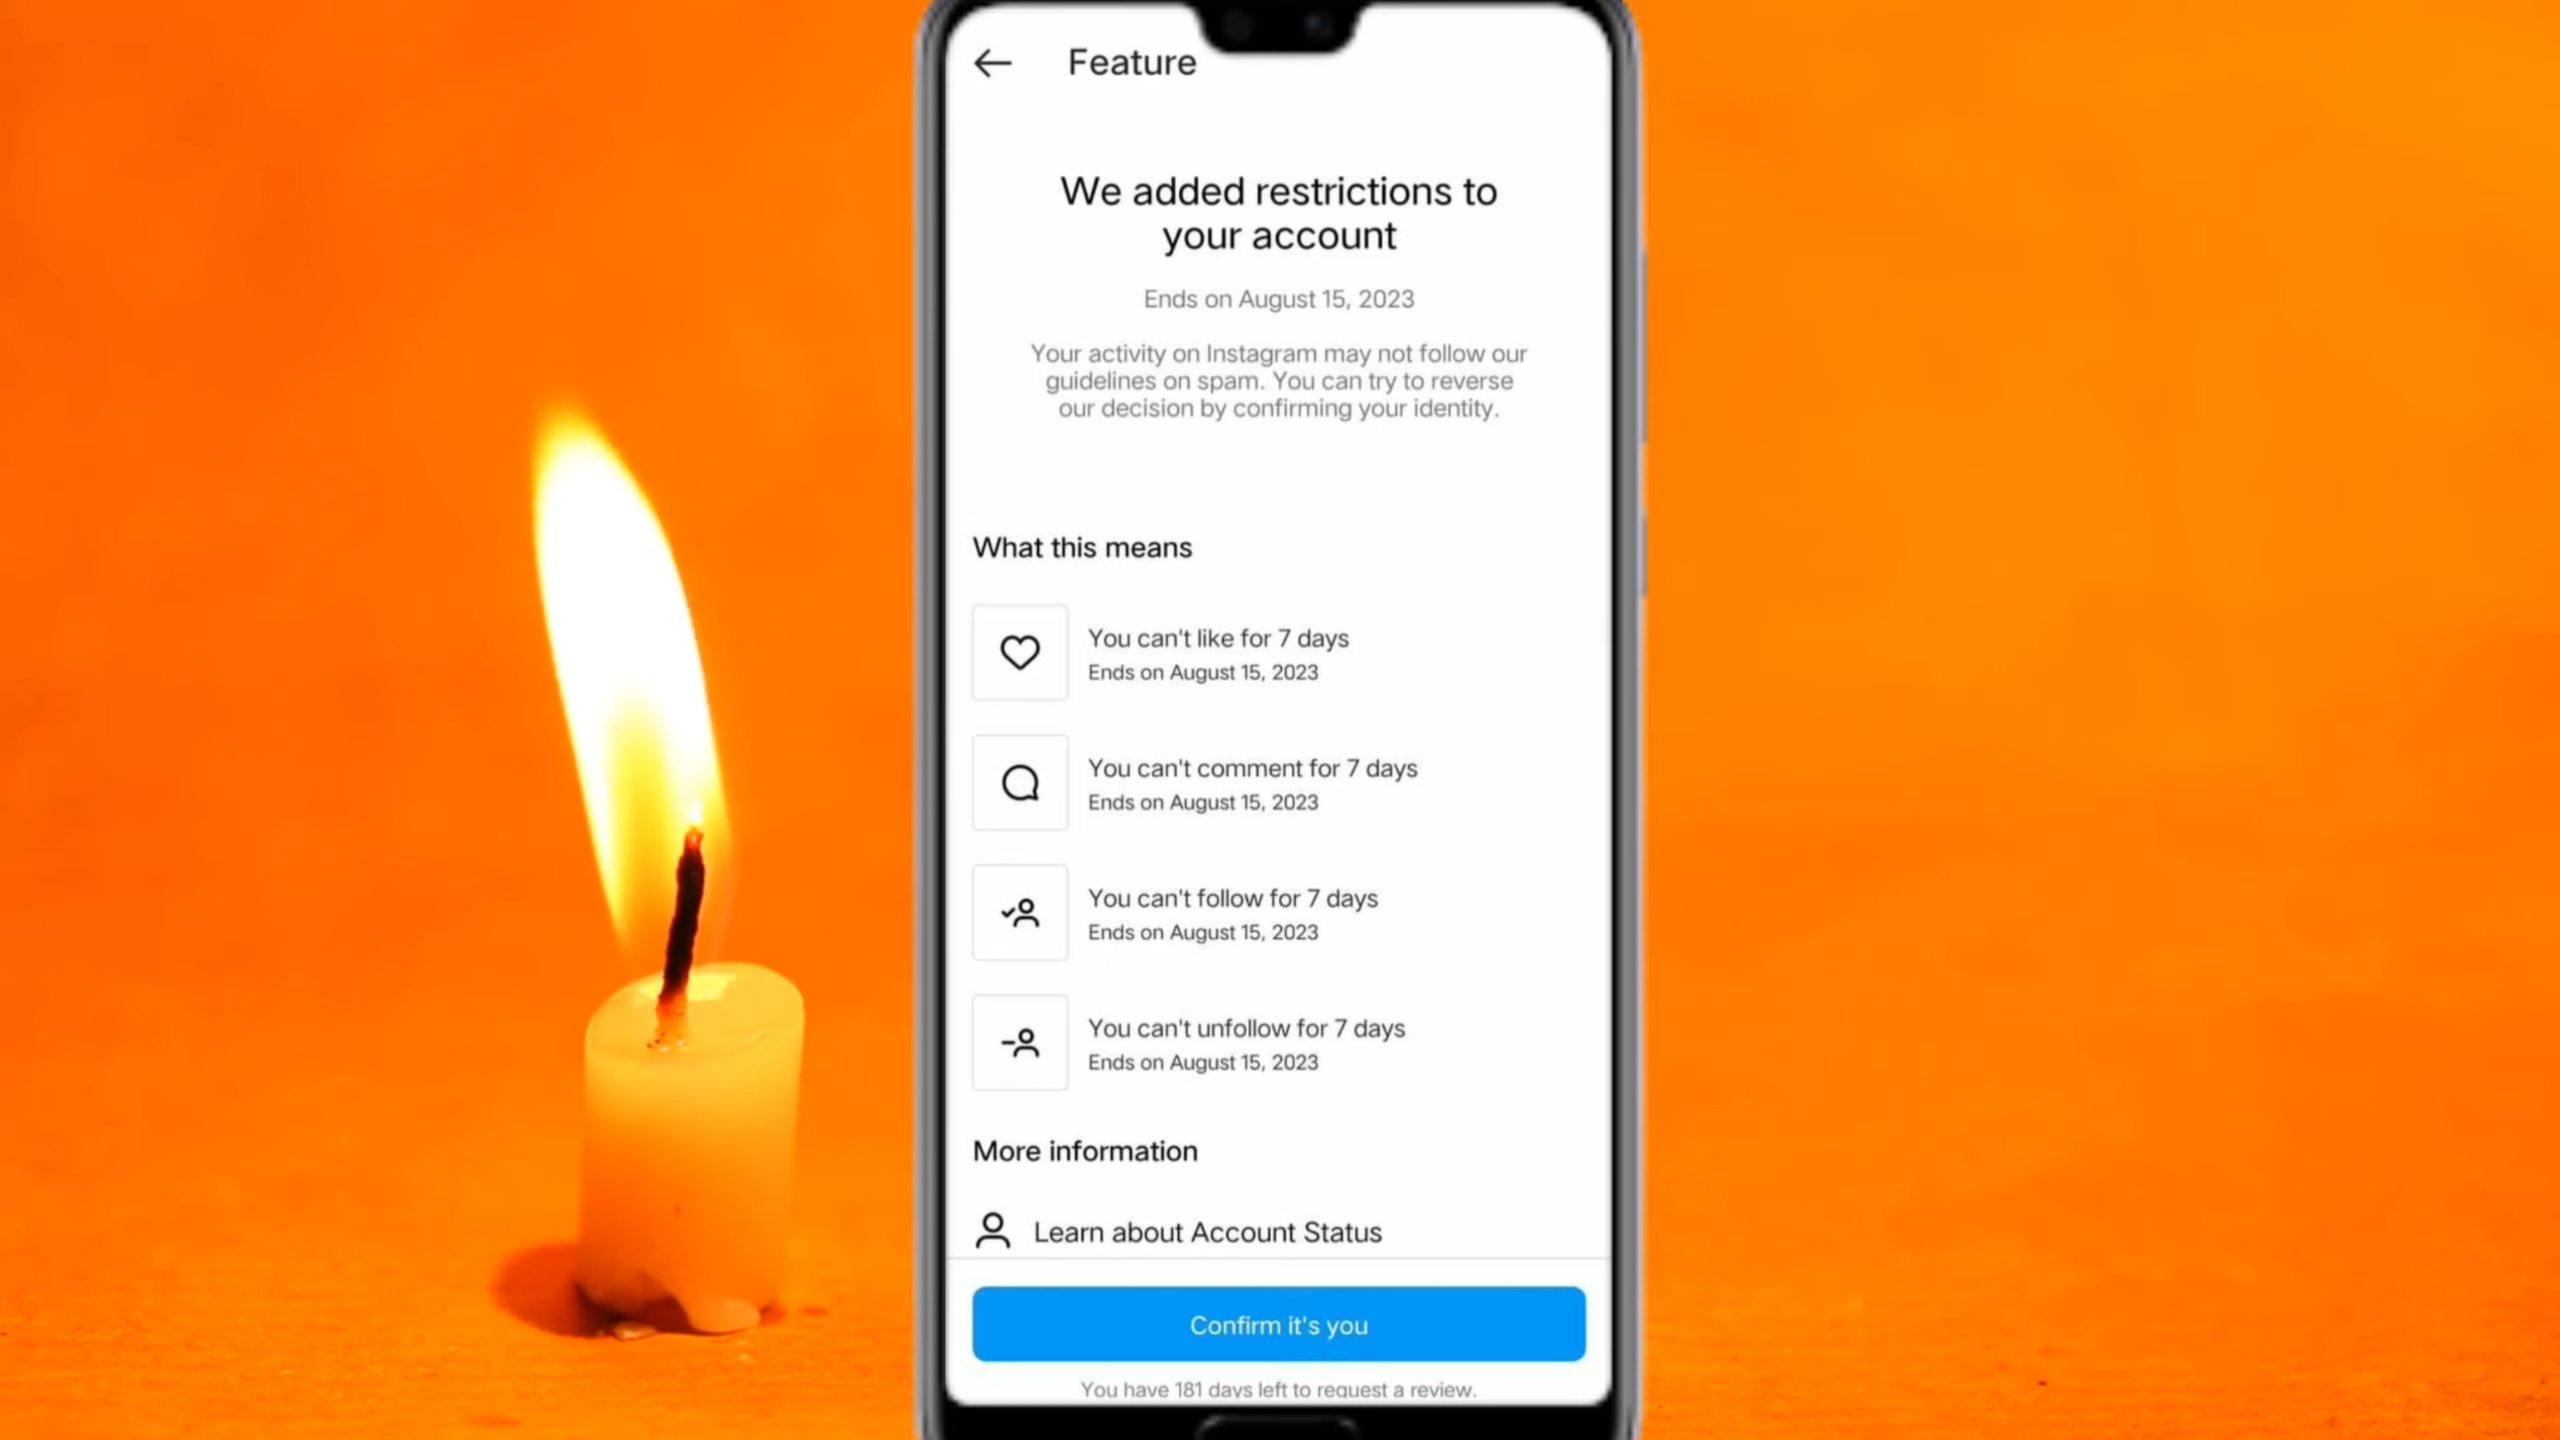 Feature
We added restrictions to
your account
Ends on August 15, 2023
Your activity on Instagram may not follow our
guidelines on spam. You can try to reverse
our decision by confirming your identity.
What this means
You can't like for 7 days
Ends on August 15, 2023
You can't comment for 7 days
Ends on August 15, 2023
You can't follow for 7 days
Ends on August 15, 2023
You can't unfollow for 7 days
Ends on August 15, 2023
More information
Learn about Account Status
Confirm it's you
You have 181 days left to request a review.